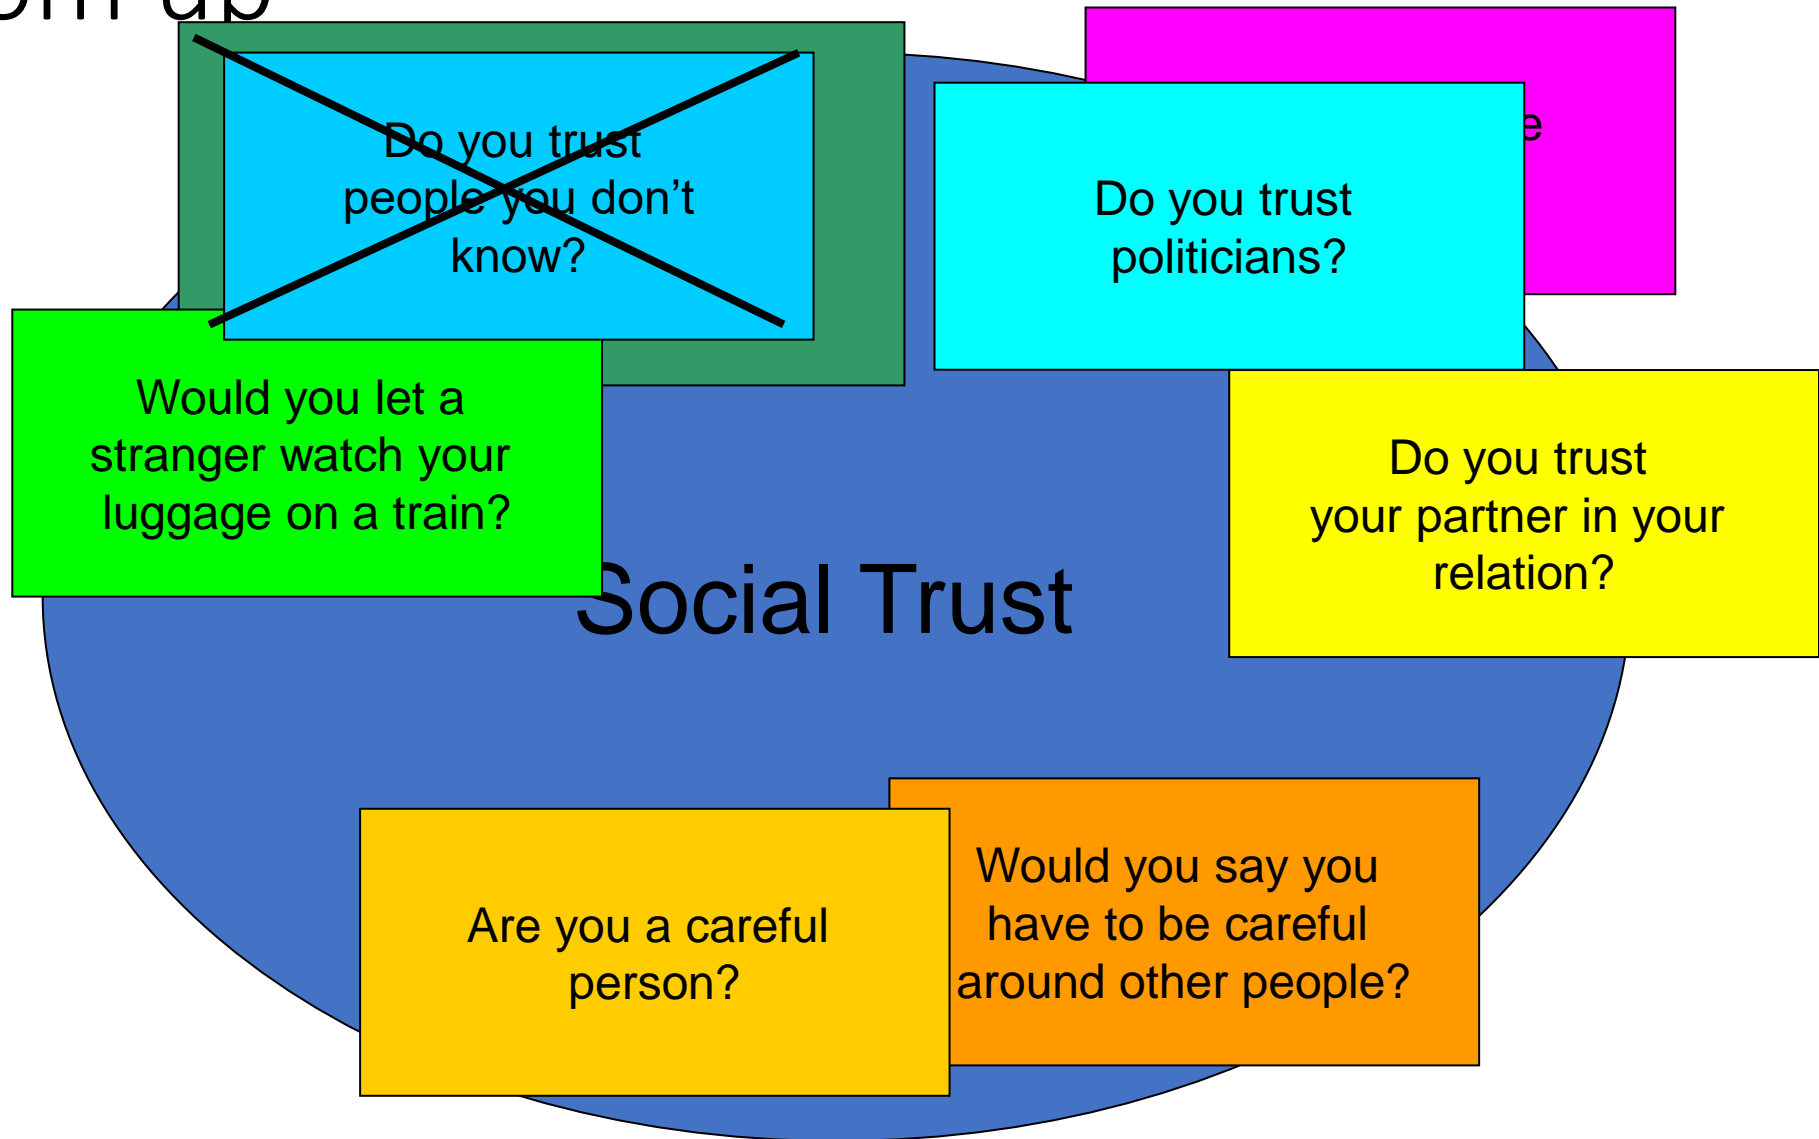 up
Do you trust
people you don't
know?
Do you trust
politicians?
Would you let a
stranger watch your
luggage on a train?
Do you trust
your partner in your
relation?
Social Trust
Would you say you
have to be careful
around other people?
Are you a careful
person?